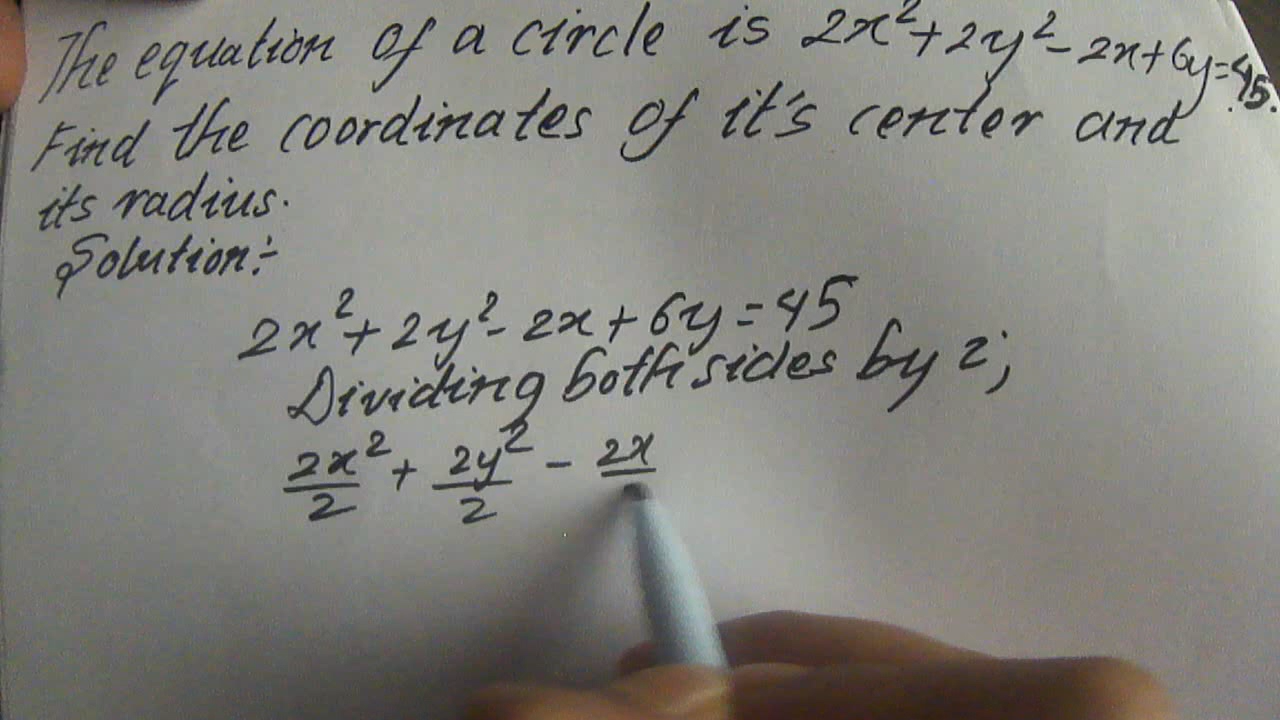 The equation of a circle is 2x²+2y²-2x+6y=45.
Find the coordinates of it's center and
its radius.
Solution:-
2x²+2y²-2x+6y=45
Dividing both sides by 2;
2x²/2 + 2y²/2 - 2x